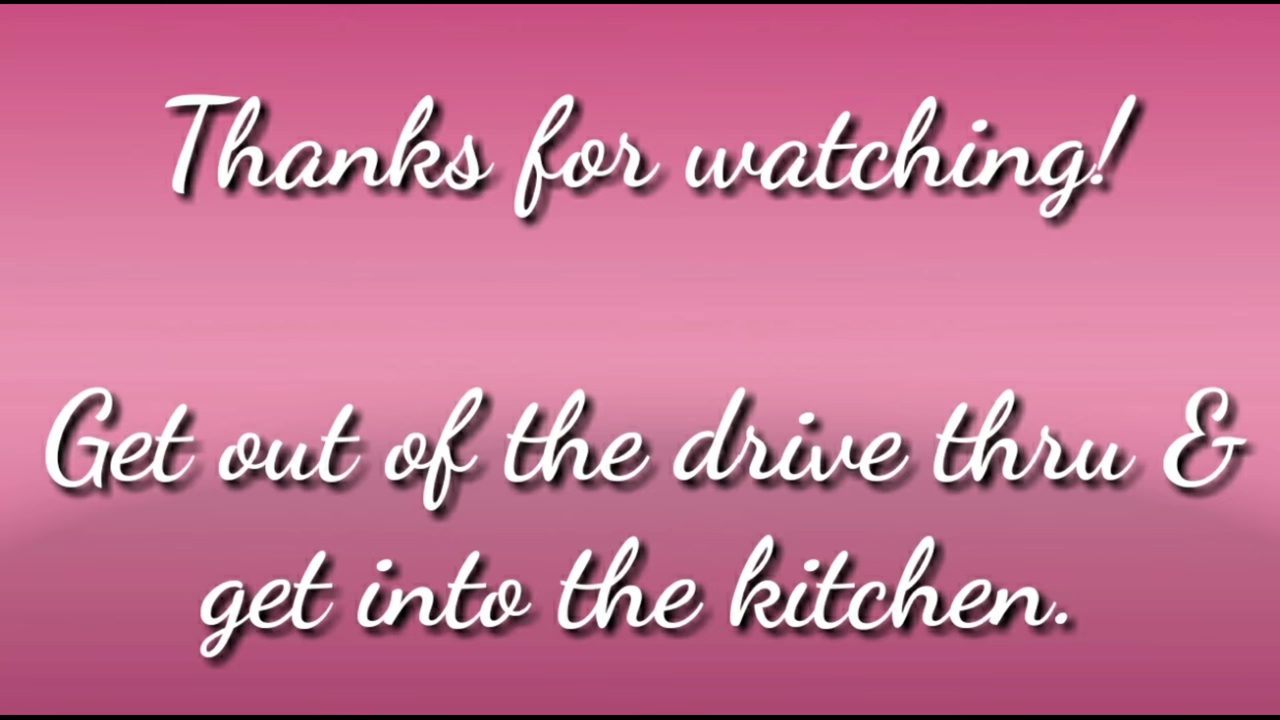 Thanks for watching!
Get out of the drive thru &
get into the kitchen.